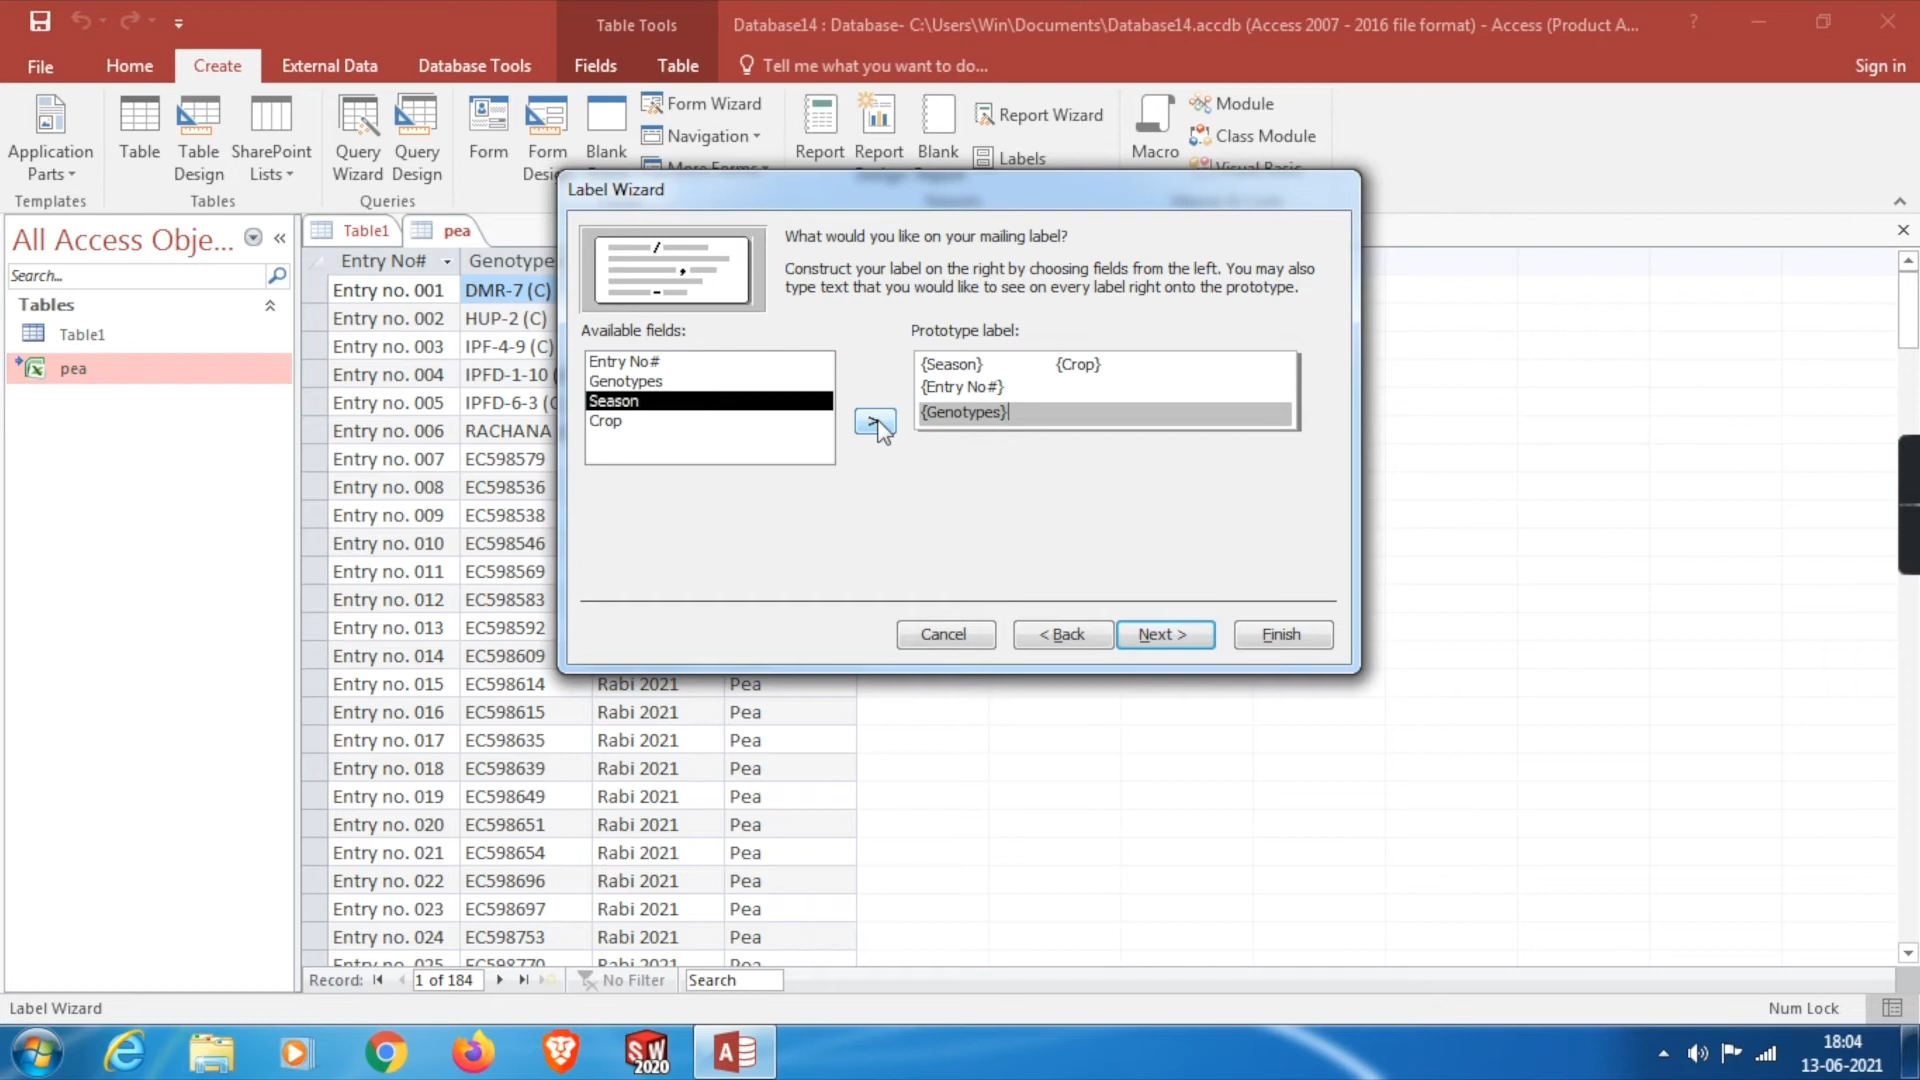 Table Tools
Database14 : Database- C:\Users\Win\Documents\Database14.accdb (Access 2007 - 2016 file format) - Access (Product A...
?
File Home Create External Data Database Tools Fields Table Tell me what you want to do... Sign in
Application Parts
Table
Table Design
SharePoint Lists
Query Wizard
Query Design
Form
Form
Blank
Form Wizard
Navigation
More Forms
Report
Report
Blank
Report Wizard
Labels
Macro
Module
Class Module
Visual Basic
Templates Tables Queries
All Access Obje... «
Search...
Tables
Table1
pea
Table1 pea
Entry No# Genotype
Entry no. 001 DMR-7 (C)
Entry no. 002 HUP-2 (C)
Entry no. 003 IPF-4-9 (C)
Entry no. 004 IPFD-1-10 (
Entry no. 005 IPFD-6-3 (C
Entry no. 006 RACHANA
Entry no. 007 EC598579
Entry no. 008 EC598536
Entry no. 009 EC598538
Entry no. 010 EC598546
Entry no. 011 EC598569
Entry no. 012 EC598583
Entry no. 013 EC598592
Entry no. 014 EC598609
Entry no. 015 EC598614 Rabi 2021 Pea
Entry no. 016 EC598615 Rabi 2021 Pea
Entry no. 017 EC598635 Rabi 2021 Pea
Entry no. 018 EC598639 Rabi 2021 Pea
Entry no. 019 EC598649 Rabi 2021 Pea
Entry no. 020 EC598651 Rabi 2021 Pea
Entry no. 021 EC598654 Rabi 2021 Pea
Entry no. 022 EC598696 Rabi 2021 Pea
Entry no. 023 EC598697 Rabi 2021 Pea
Entry no. 024 EC598753 Rabi 2021 Pea
Entry no. 025 EC598770 Rabi 2021 Pea
Record: 1 of 184 No Filter Search
Label Wizard
What would you like on your mailing label?
Construct your label on the right by choosing fields from the left. You may also
type text that you would like to see on every label right onto the prototype.
Available fields:
Entry No#
Genotypes
Season
Crop
>
Prototype label:
{Season} {Crop}
{Entry No#}
{Genotypes}
Cancel < Back Next > Finish
Label Wizard Num Lock
SW
2020
18:04
13-06-2021